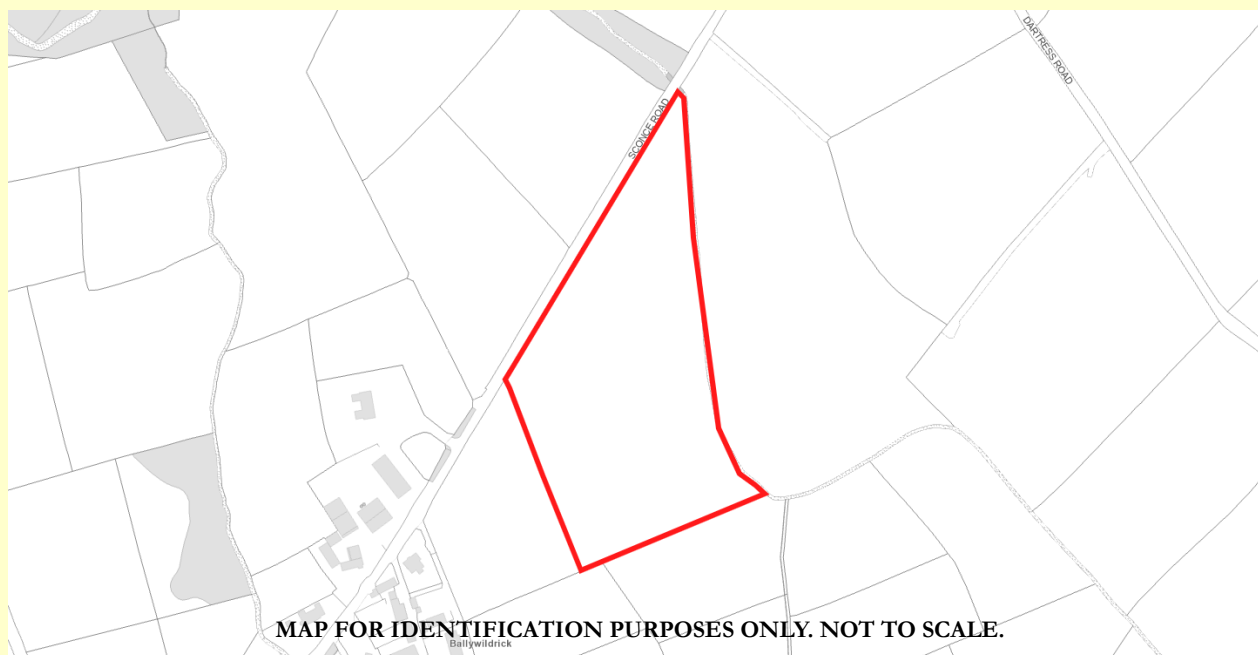 DARTRESS ROAD
SCONCE ROAD
MAP FOR IDENTIFICATION PURPOSES ONLY. NOT TO SCALE.
Ballywildrick